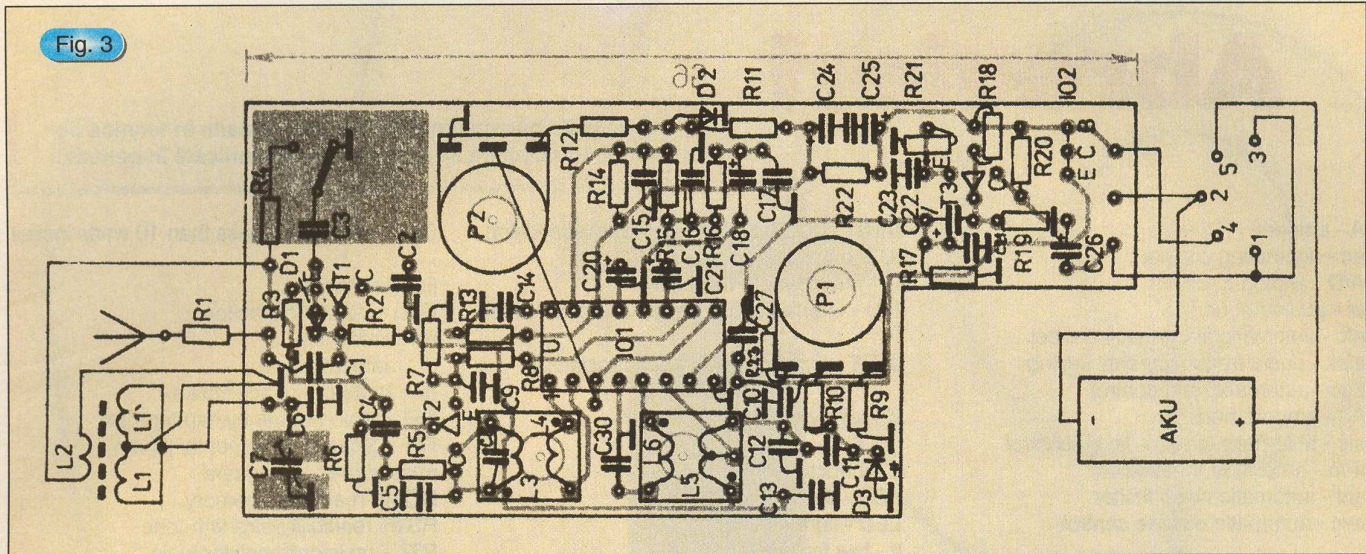 Fig. 3
D2
R11
C24
C25
R21
R18
IO2
R4
C3
P2
R12
R14
C15
R15
C16
R16
C17
C18
R22
C23
C22
T3
E
C
R20
B
C
E
5
3
2
4
1
R1
R3
D1
T1
C
R2
C2
C20
C21
R17
R19
C26
L2
L1
L1'
C1
R13
C14
IO1
C27
P1
C6
C7
C4
R7
R8
T2
E
C9
R6
R5
C5
L3
L4
C30
L5
L6
C10
C12
C13
R10
R9
C11
D3
AKU
-
+